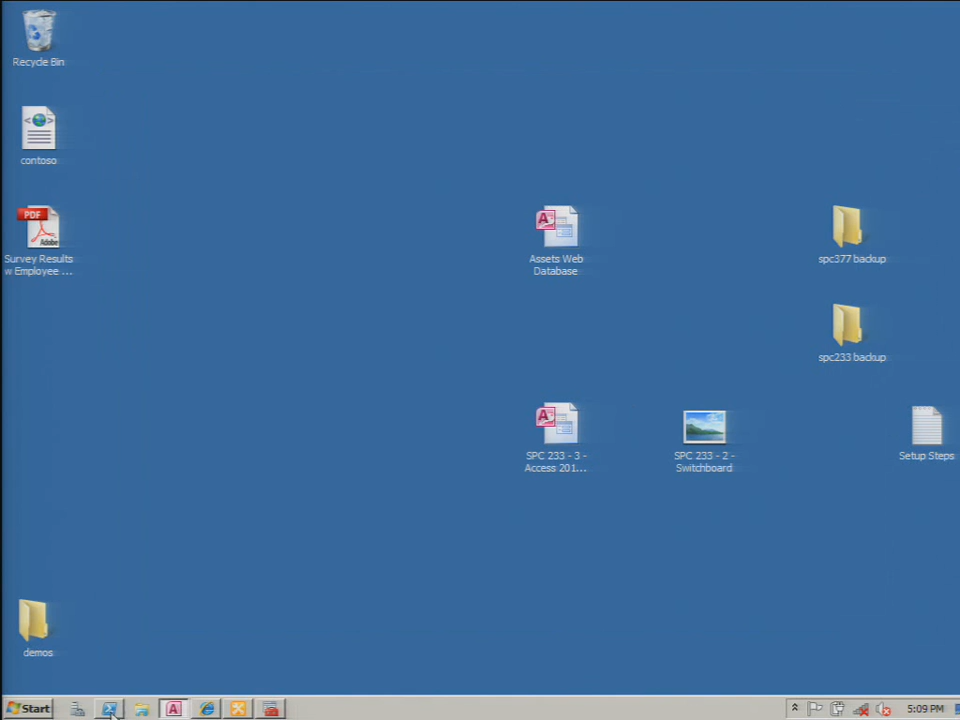 Recycle Bin
contoso
PDF
Adobe
Survey Results
w Employee ...
Assets Web
Database
spc377 backup
spc233 backup
SPC 233 - 3 -
Access 201...
SPC 233 - 2 -
Switchboard
Setup Steps
demos
Start
5:09 PM